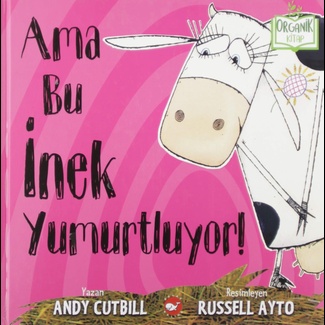 Ama
Bu
İnek
Yumurtluyor!
ORGANİK
KİTAP
Yazan
ANDY CUTBILL
Resimleyen
RUSSELL AYTO